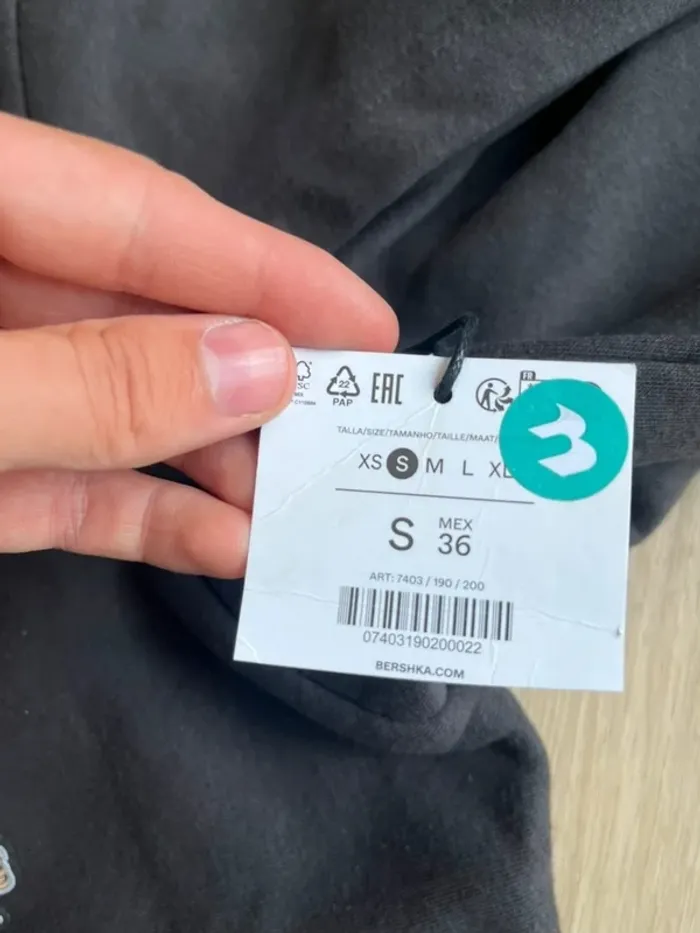 22
PAP
EAC
FR
TALLA/SIZE/TAMANHO/TAILLE/MAAT/
XS S M L XL
S MEX 36
ART: 7403 / 190 / 200
07403190200022
BERSHKA.COM